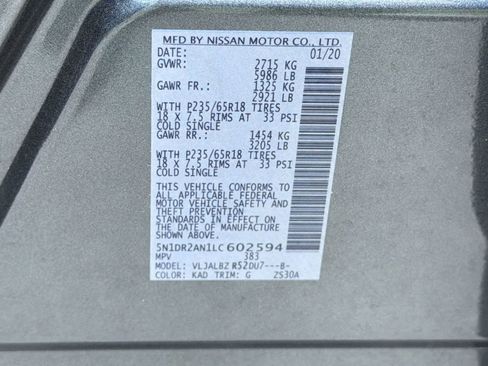 MFD BY NISSAN MOTOR CO., LTD.
DATE: 01/20
GVWR: 2715 KG
5986 LB
GAWR FR.: 1325 KG
2921 LB
WITH P235/65R18 TIRES
18 X 7.5 RIMS AT 33 PSI
COLD SINGLE
GAWR RR.: 1454 KG
3205 LB
WITH P235/65R18 TIRES
18 X 7.5 RIMS AT 33 PSI
COLD SINGLE
THIS VEHICLE CONFORMS TO
ALL APPLICABLE FEDERAL
MOTOR VEHICLE SAFETY AND
THEFT PREVENTION
STANDARDS IN EFFECT ON
THE DATE OF MANUFACTURE
SHOWN ABOVE.
5N1DR2AN1LC602594
MPV 383
MODEL: VLJALBZ R52DU7---B-
COLOR: KAD TRIM: G ZS30A